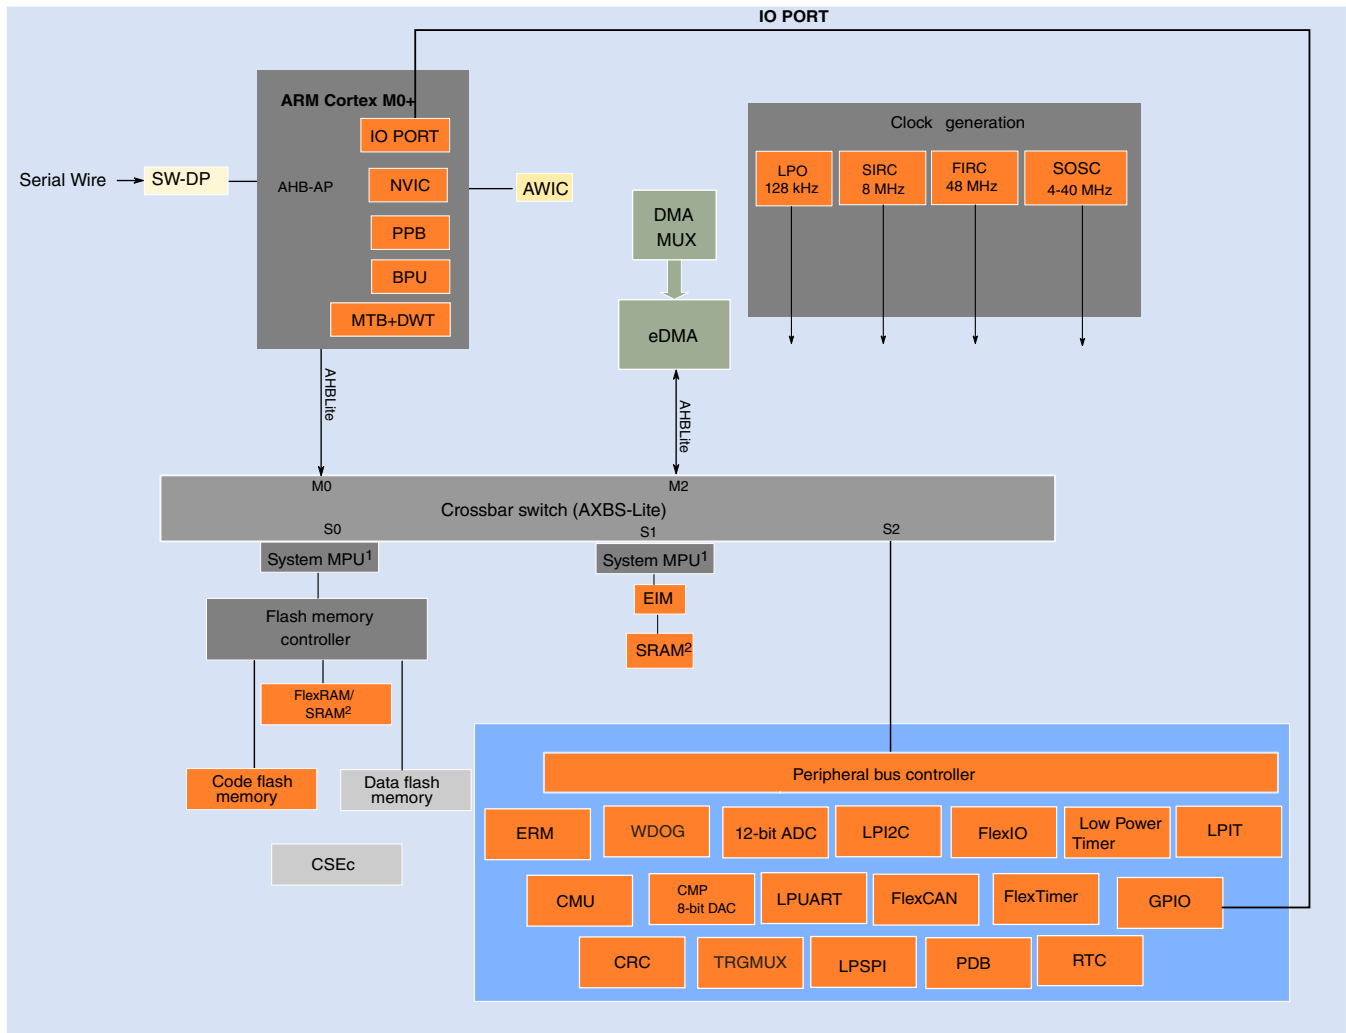 IO PORT
ARM Cortex M0+
IO PORT
Serial Wire
SW-DP
AHB-AP
NVIC
AWIC
PPB
BPU
MTB+DWT
DMA
MUX
eDMA
Clock generation
LPO
128 kHz
SIRC
8 MHz
FIRC
48 MHz
SOSC
4-40 MHz
AHBLite
AHBLite
M0
M2
Crossbar switch (AXBS-Lite)
S0
S1
S2
System MPU1
System MPU1
EIM
SRAM2
Flash memory
controller
FlexRAM/
SRAM2
Code flash
memory
Data flash
memory
CSEc
Peripheral bus controller
ERM
WDOG
12-bit ADC
LPI2C
FlexIO
Low Power
Timer
LPIT
CMU
CMP
8-bit DAC
LPUART
FlexCAN
FlexTimer
GPIO
CRC
TRGMUX
LPSPI
PDB
RTC